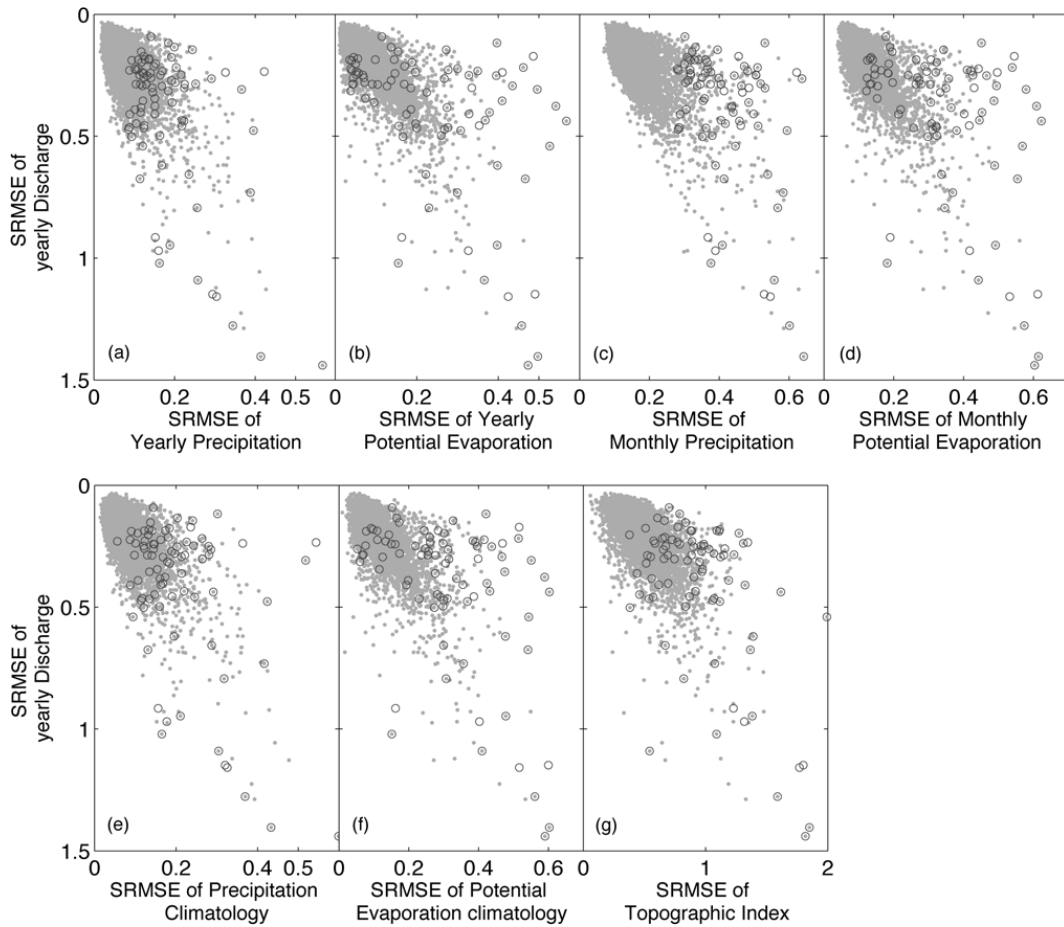 0
0.5
1
1.5
SRMSE of
yearly Discharge
(a)
(b)
(c)
(d)
0 0.2 0.4 0.5
0 0.2 0.4 0.6
0 0.2 0.4 0.6
0 0.2 0.4 0.6
SRMSE of
Yearly Precipitation
SRMSE of Yearly
Potential Evaporation
SRMSE of
Monthly Precipitation
SRMSE of Monthly
Potential Evaporation
0
0.5
1
1.5
SRMSE of
yearly Discharge
(e)
(f)
(g)
0 0.2 0.4 0.5
0 0.2 0.4 0.6
0 1 2
SRMSE of Precipitation
Climatology
SRMSE of Potential
Evaporation climatology
SRMSE of
Topographic Index